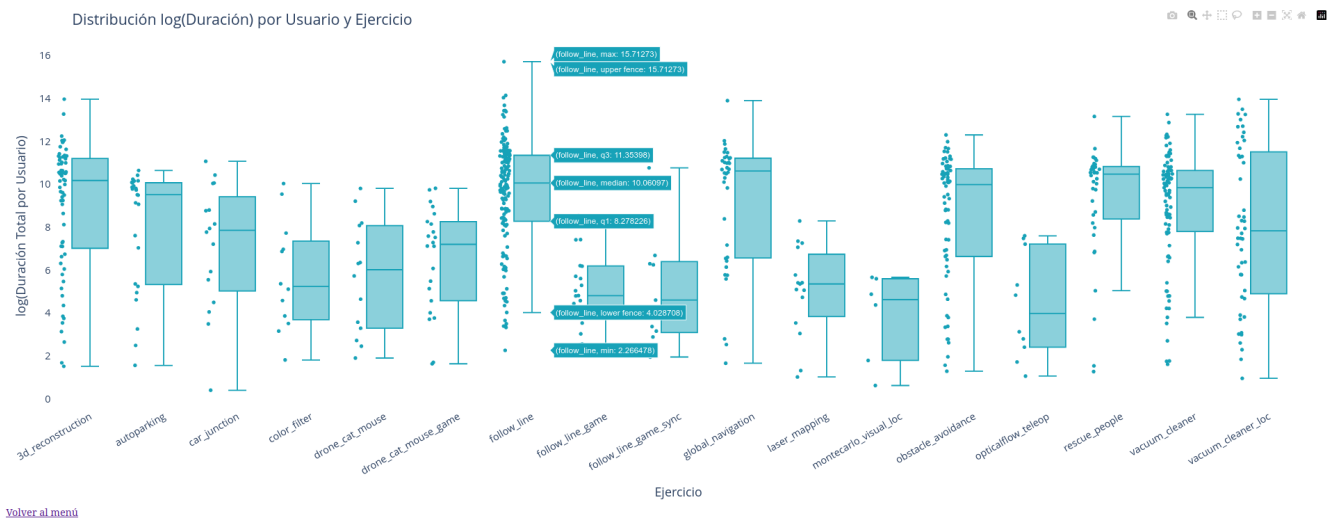 Distribución log(Duración) por Usuario y Ejercicio
log(Duración Total por Usuario)
16
14
12
10
8
6
4
2
0
(follow_line, max: 15.71273)
(follow_line, upper fence: 15.71273)
(follow_line, q3: 11.35398)
(follow_line, median: 10.06097)
(follow_line, q1: 8.278226)
(follow_line, lower fence: 4.028708)
(follow_line, min: 2.266478)
3d_reconstruction
autoparking
car_junction
color_filter
drone_cat_mouse
drone_cat_mouse_game
follow_line
follow_line_game
follow_line_game_sync
global_navigation
laser_mapping
montecarlo_visual_loc
obstacle_avoidance
opticalflow_teleop
rescue_people
vacuum_cleaner
vacuum_cleaner_loc
Ejercicio
Volver al menú